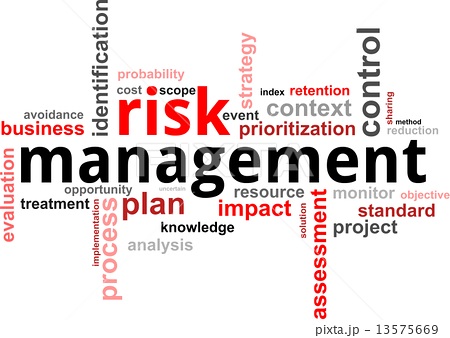 identification
strategy
control
probability
cost
scope
risk
index
retention
sharing
context
avoidance
event
method
business
prioritization
reduction
management
evaluation
opportunity
uncertain
resource
monitor
objective
treatment
implementation
process
plan
impact
solution
assessment
standard
knowledge
project
analysis
photostock.jp 13575669